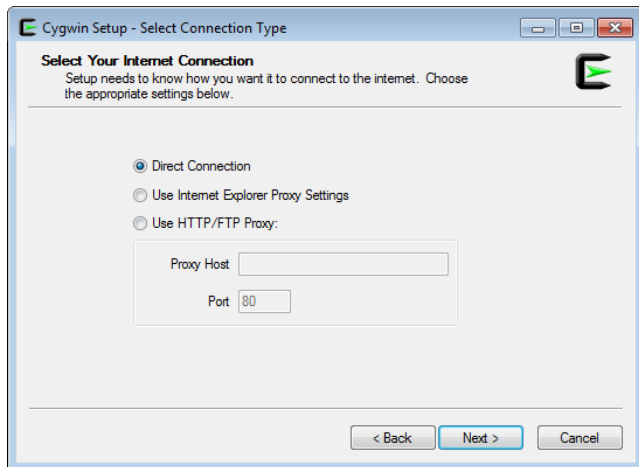 Cygwin Setup - Select Connection Type
Select Your Internet Connection
Setup needs to know how you want it to connect to the internet. Choose
the appropriate settings below.
Direct Connection
Use Internet Explorer Proxy Settings
Use HTTP/FTP Proxy:
Proxy Host
Port 80
< Back Next > Cancel